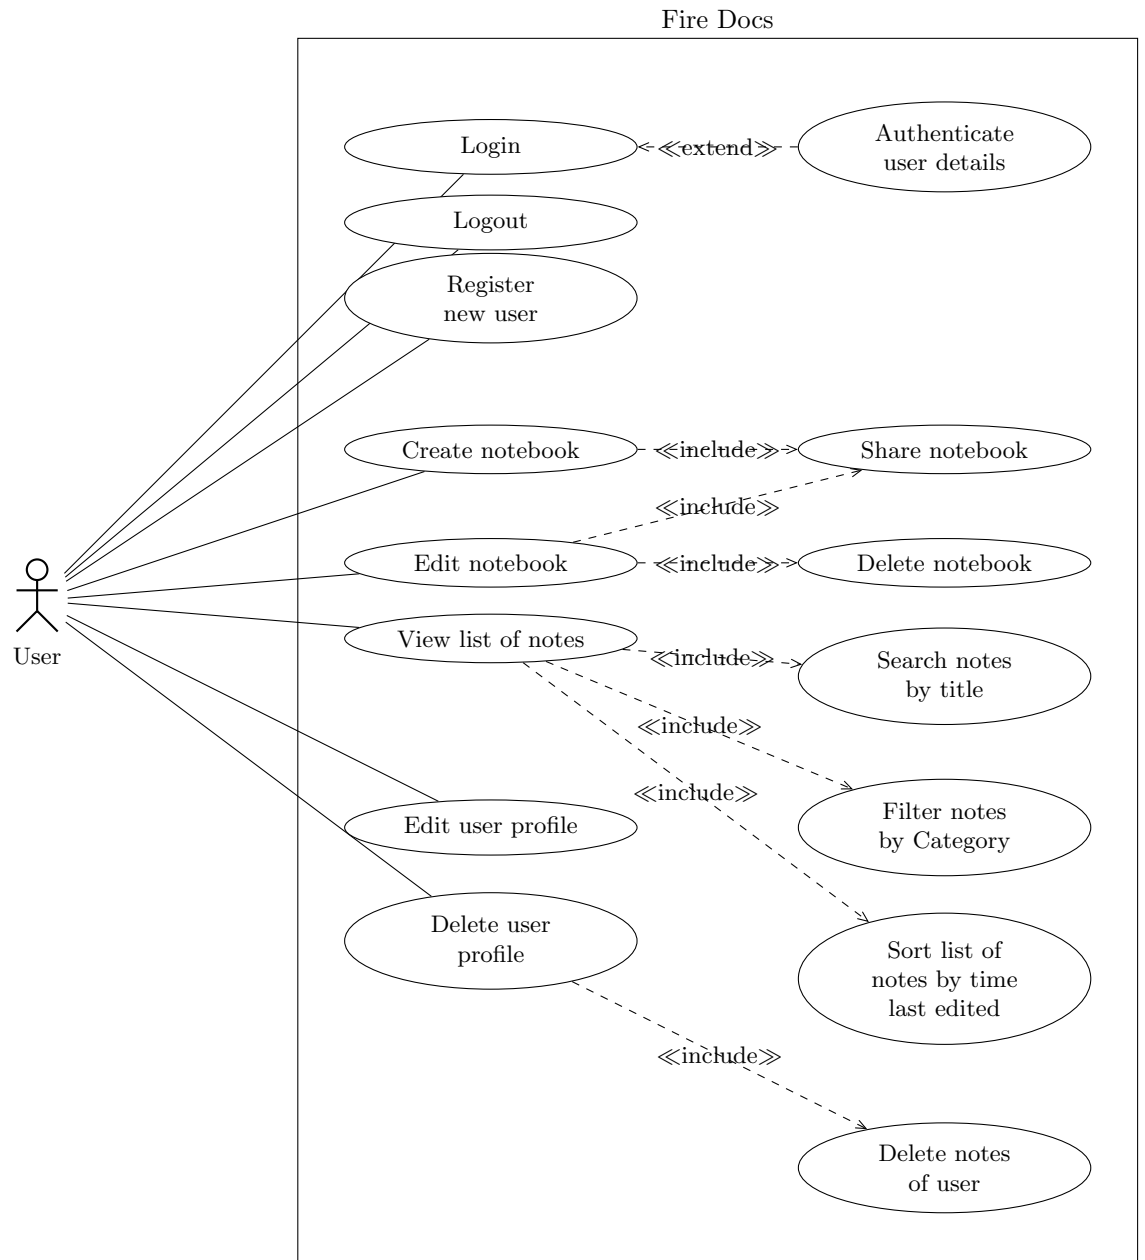 Fire Docs
Login
≪extend≫
Authenticate
user details
Logout
Register
new user
Create notebook
≪include≫
Share notebook
≪include≫
Edit notebook
≪include≫
Delete notebook
User
View list of notes
≪include≫
Search notes
by title
≪include≫
≪include≫
Edit user profile
Filter notes
by Category
Delete user
profile
Sort list of
notes by time
last edited
≪include≫
Delete notes
of user